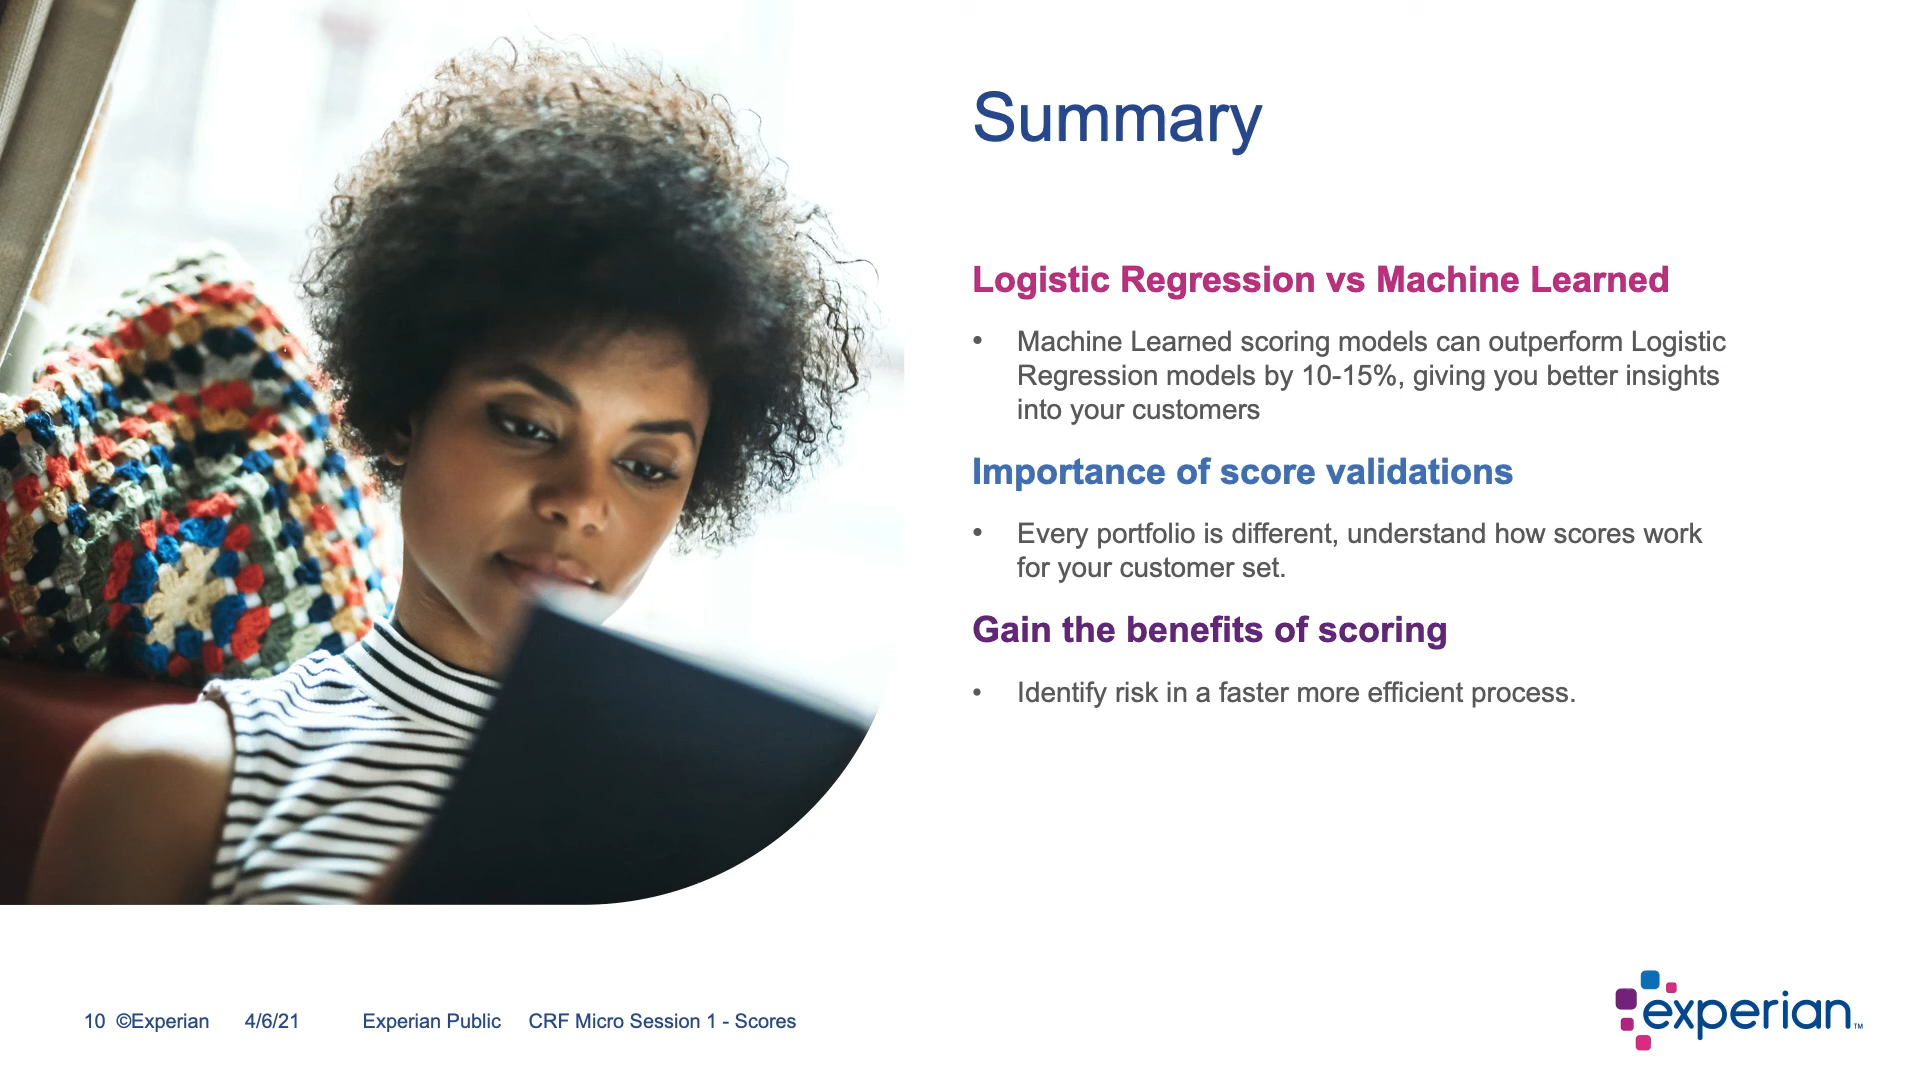 Summary
Logistic Regression vs Machine Learned
• Machine Learned scoring models can outperform Logistic
Regression models by 10-15%, giving you better insights
into your customers
Importance of score validations
• Every portfolio is different, understand how scores work
for your customer set.
Gain the benefits of scoring
• Identify risk in a faster more efficient process.
10 ©Experian 4/6/21 Experian Public CRF Micro Session 1 - Scores
experian™